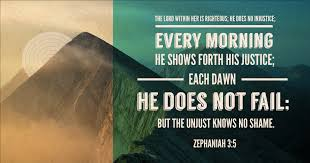 THE LORD WITHIN HER IS RIGHTEOUS; HE DOES NO INJUSTICE;
EVERY MORNING
HE SHOWS FORTH HIS JUSTICE;
EACH DAWN
HE DOES NOT FAIL;
BUT THE UNJUST KNOWS NO SHAME.
ZEPHANIAH 3:5